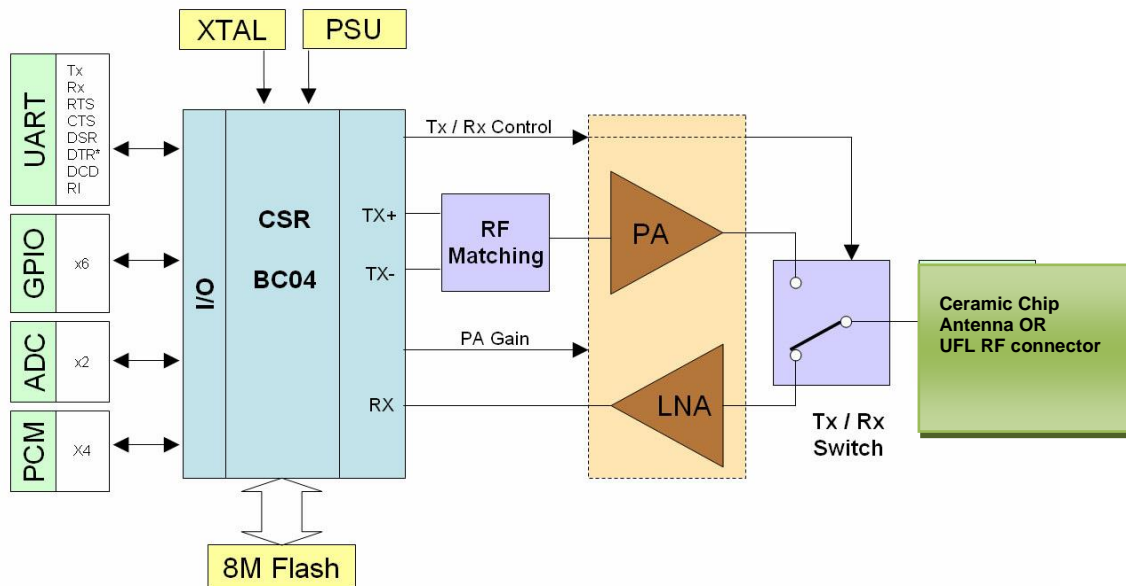 XTAL
PSU
UART
Tx
Rx
RTS
CTS
DSR
DTR*
DCD
RI
GPIO
x6
ADC
x2
PCM
X4
I/O
CSR
BC04
TX+
TX-
RX
Tx / Rx Control
RF
Matching
PA
PA Gain
LNA
Tx / Rx
Switch
Ceramic Chip
Antenna OR
UFL RF connector
8M Flash